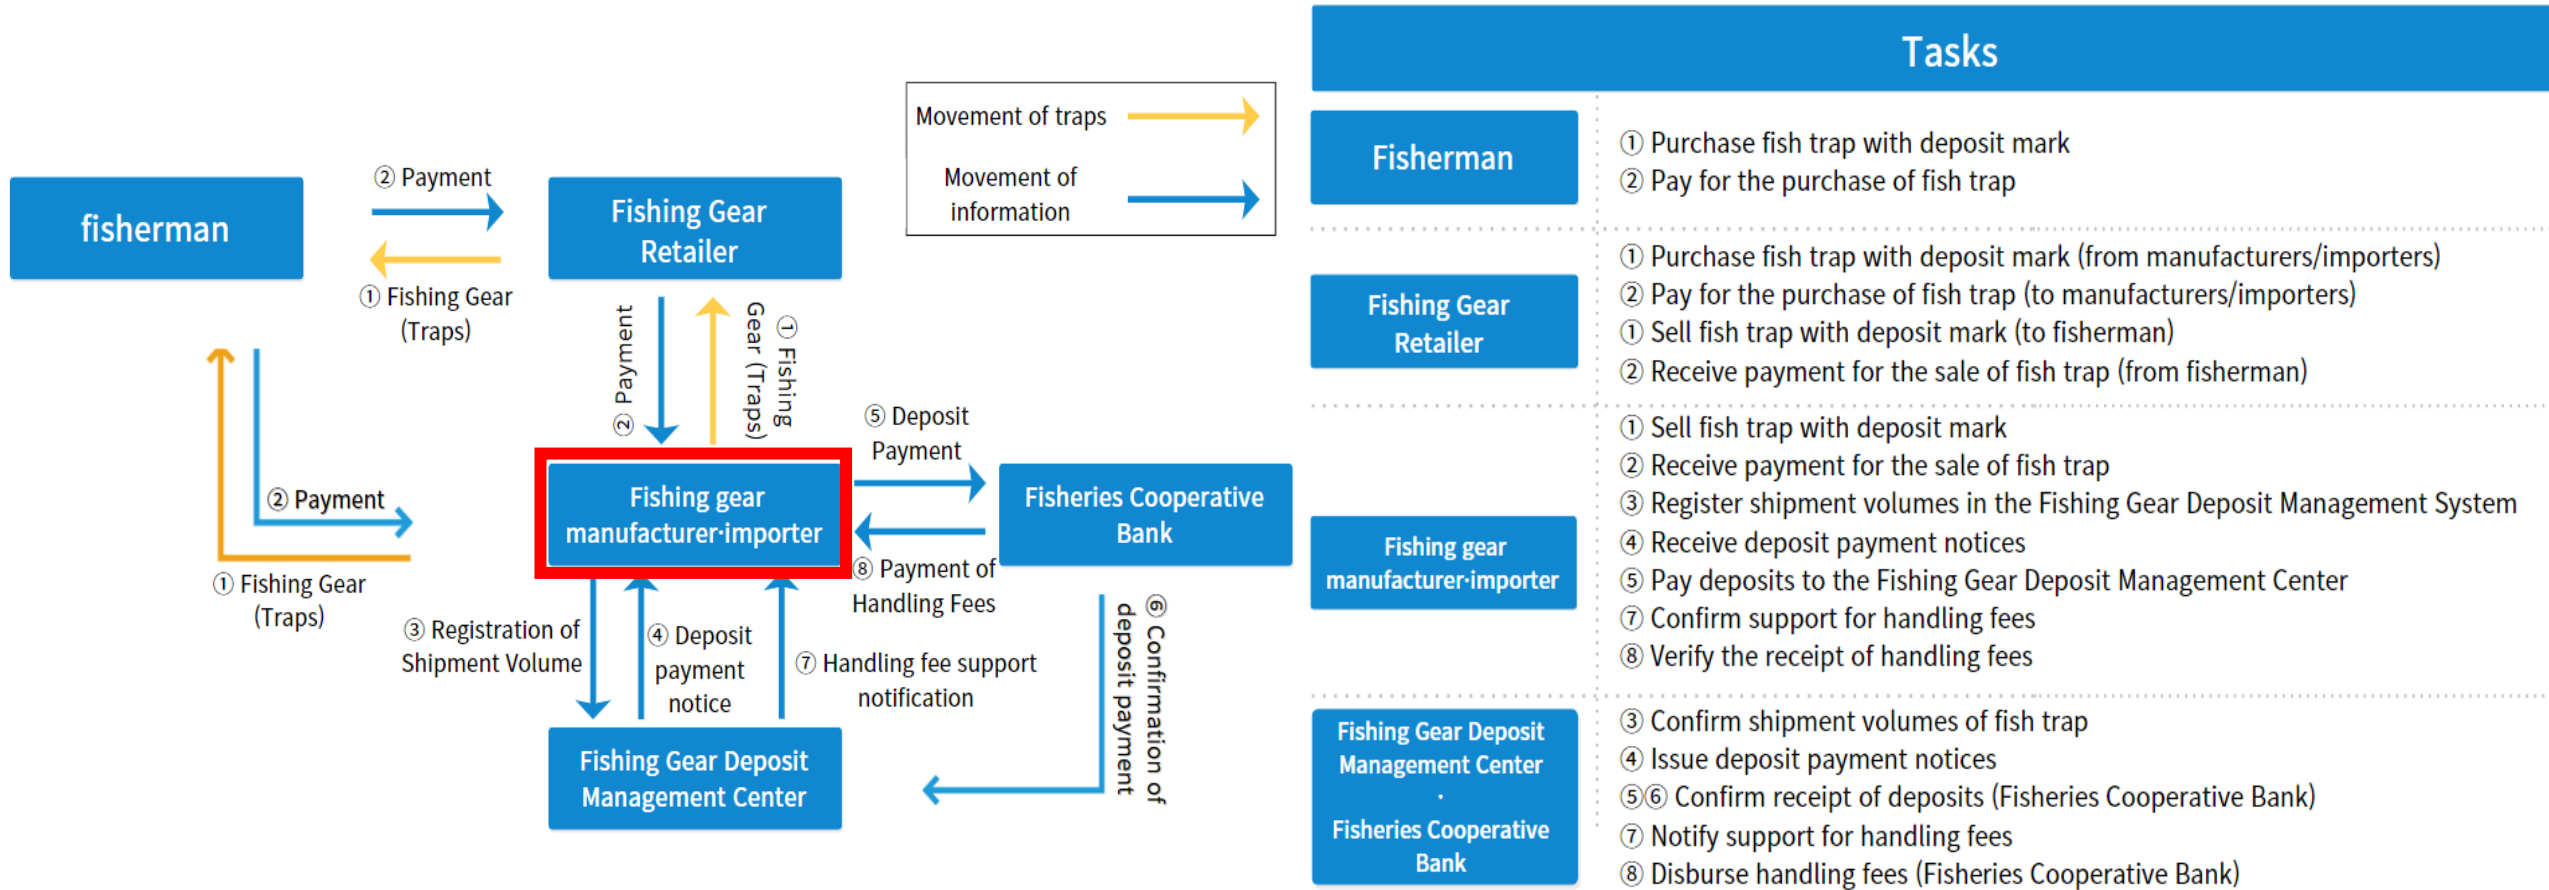 fisherman
② Payment
① Fishing Gear
(Traps)
Fishing Gear
Retailer
Movement of traps
Movement of
information
② Payment
① Fishing
Gear (Traps)
② Payment
① Fishing Gear
(Traps)
Fishing gear
manufacturer·importer
⑤ Deposit
Payment
⑧ Payment of
Handling Fees
Fisheries Cooperative
Bank
③ Registration of
Shipment Volume
④ Deposit
payment
notice
⑦ Handling fee support
notification
⑥ Confirmation of
deposit payment
Fishing Gear Deposit
Management Center
Tasks
Fisherman
① Purchase fish trap with deposit mark
② Pay for the purchase of fish trap
Fishing Gear
Retailer
① Purchase fish trap with deposit mark (from manufacturers/importers)
② Pay for the purchase of fish trap (to manufacturers/importers)
① Sell fish trap with deposit mark (to fisherman)
② Receive payment for the sale of fish trap (from fisherman)
Fishing gear
manufacturer·importer
① Sell fish trap with deposit mark
② Receive payment for the sale of fish trap
③ Register shipment volumes in the Fishing Gear Deposit Management System
④ Receive deposit payment notices
⑤ Pay deposits to the Fishing Gear Deposit Management Center
⑦ Confirm support for handling fees
⑧ Verify the receipt of handling fees
Fishing Gear Deposit
Management Center
·
Fisheries Cooperative
Bank
③ Confirm shipment volumes of fish trap
④ Issue deposit payment notices
⑤⑥ Confirm receipt of deposits (Fisheries Cooperative Bank)
⑦ Notify support for handling fees
⑧ Disburse handling fees (Fisheries Cooperative Bank)